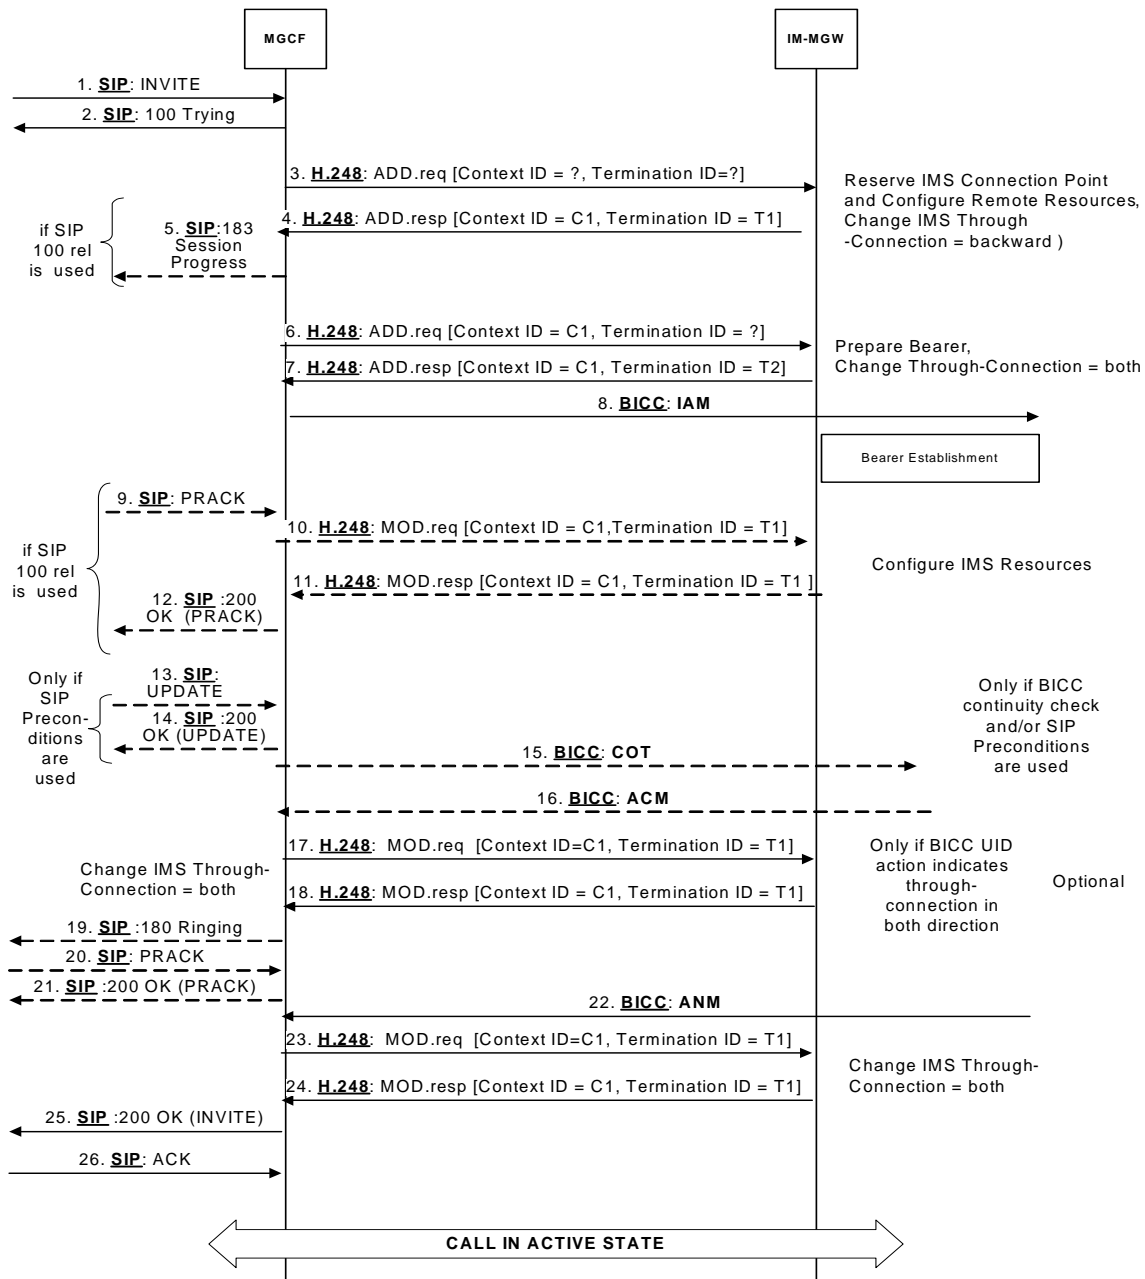 MGCF
IM-MGW
1. SIP: INVITE
2. SIP: 100 Trying
3. H.248: ADD.req [Context ID = ?, Termination ID=?]
Reserve IMS Connection Point
and Configure Remote Resources,
Change IMS Through
-Connection = backward )
4. H.248: ADD.resp [Context ID = C1, Termination ID = T1]
if SIP
100 rel
is used
5. SIP:183
Session
Progress
6. H.248: ADD.req [Context ID = C1, Termination ID = ?]
Prepare Bearer,
Change Through-Connection = both
7. H.248: ADD.resp [Context ID = C1, Termination ID = T2]
8. BICC: IAM
Bearer Establishment
9. SIP: PRACK
10. H.248: MOD.req [Context ID = C1,Termination ID = T1]
if SIP
100 rel
is used
Configure IMS Resources
11. H.248: MOD.resp [Context ID = C1, Termination ID = T1 ]
12. SIP :200
OK (PRACK)
Only if
SIP
Precon-
ditions
are
used
13. SIP:
UPDATE
14. SIP :200
OK (UPDATE)
Only if BICC
continuity check
and/or SIP
Preconditions
are used
15. BICC: COT
16. BICC: ACM
17. H.248: MOD.req [Context ID=C1, Termination ID = T1]
Change IMS Through-
Connection = both
Only if BICC UID
action indicates
through-
connection in
both direction
Optional
18. H.248: MOD.resp [Context ID = C1, Termination ID = T1]
19. SIP :180 Ringing
20. SIP: PRACK
21. SIP :200 OK (PRACK)
22. BICC: ANM
23. H.248: MOD.req [Context ID=C1, Termination ID = T1]
Change IMS Through-
Connection = both
24. H.248: MOD.resp [Context ID = C1, Termination ID = T1]
25. SIP :200 OK (INVITE)
26. SIP: ACK
CALL IN ACTIVE STATE